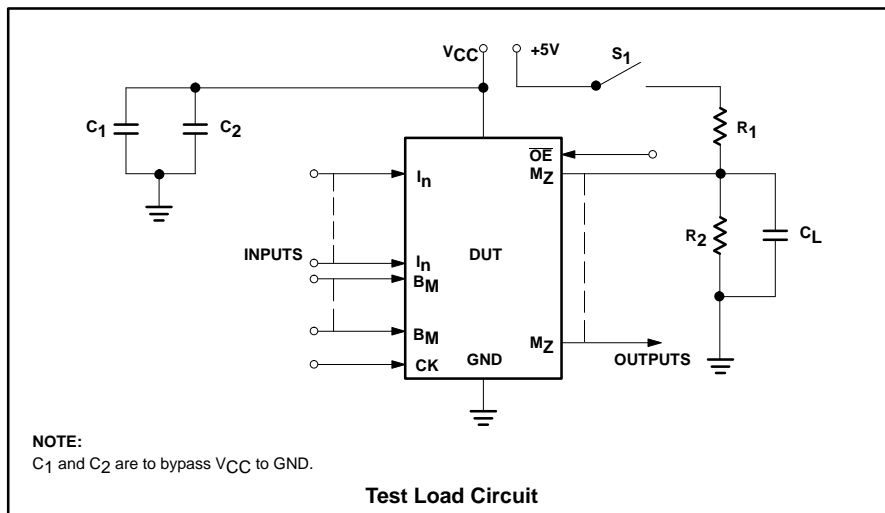 VCC
+5V
S1
C1
C2
R1
OE
In
MZ
R2
CL
INPUTS
In
DUT
BM
BM
MZ
CK
GND
OUTPUTS
NOTE:
C1 and C2 are to bypass VCC to GND.
Test Load Circuit